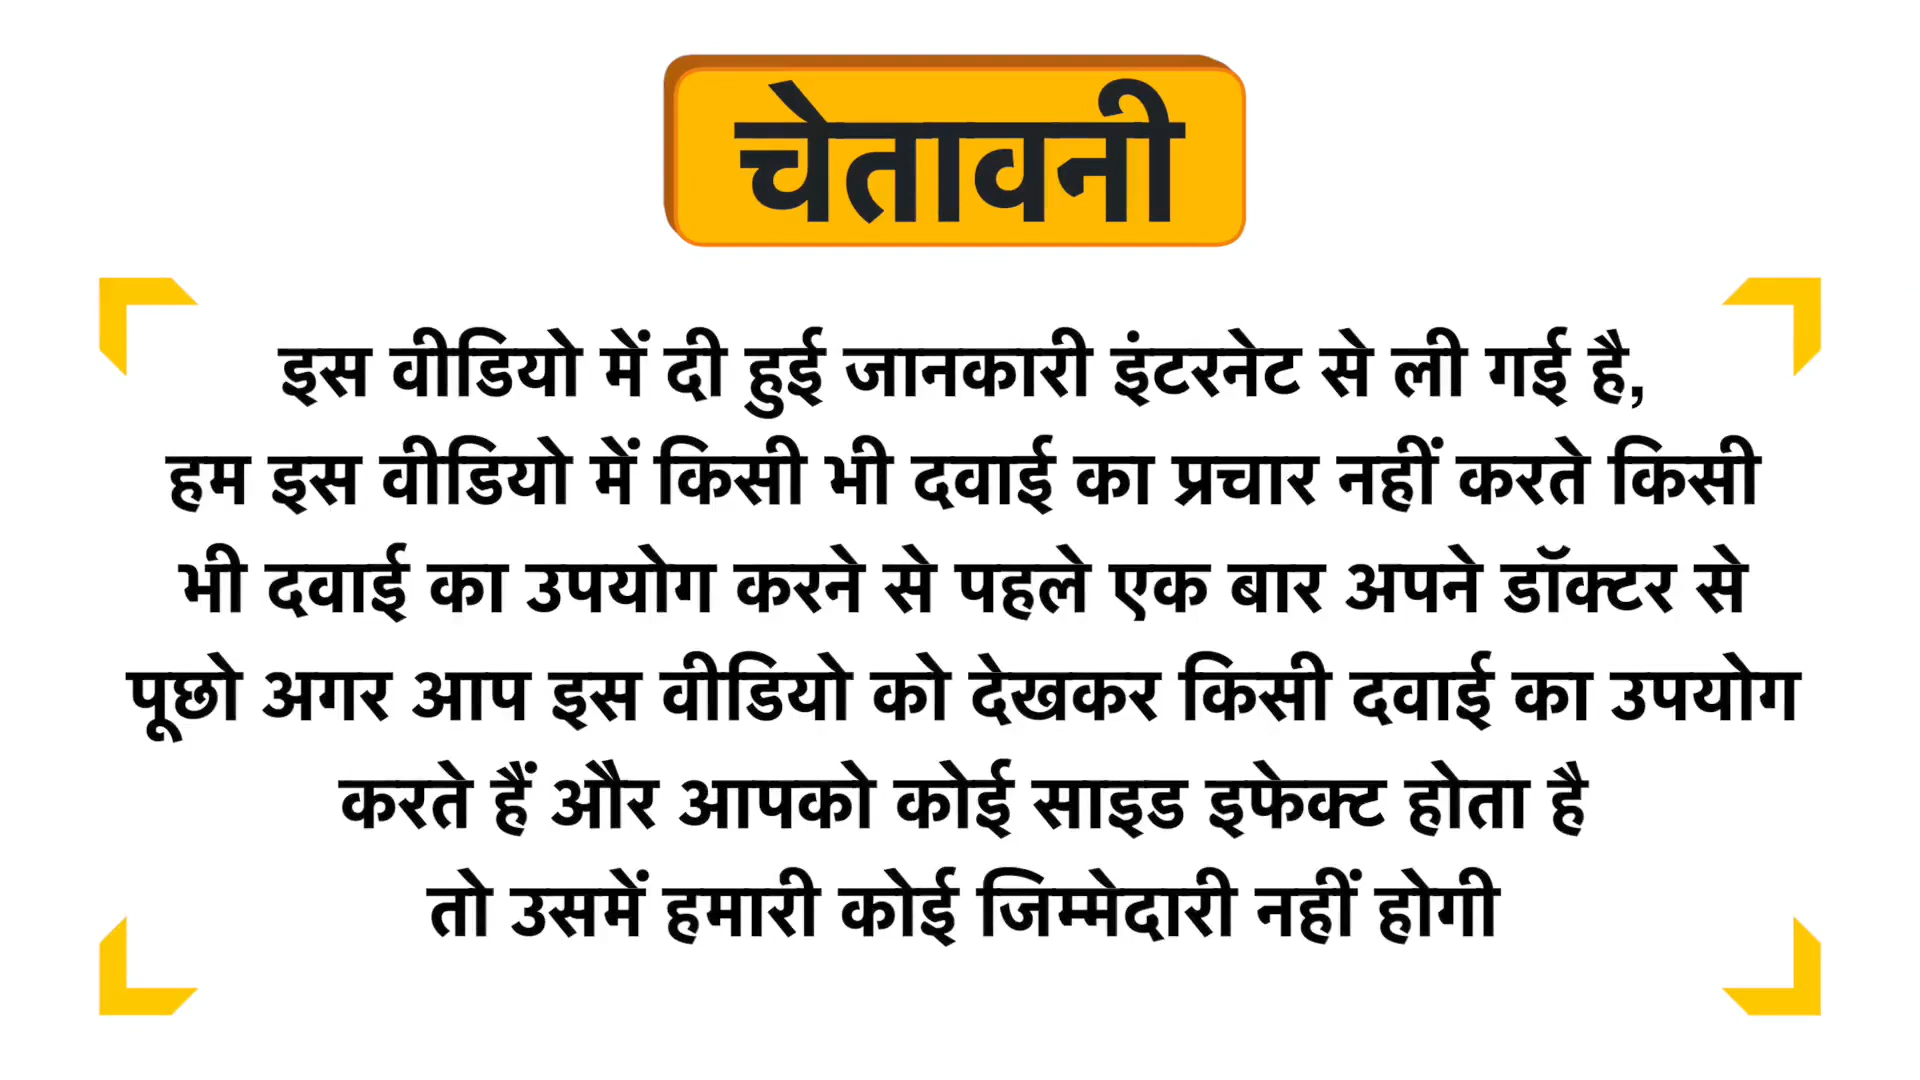 चेतावनी
इस वीडियो में दी हुई जानकारी इंटरनेट से ली गई है,
हम इस वीडियो में किसी भी दवाई का प्रचार नहीं करते किसी
भी दवाई का उपयोग करने से पहले एक बार अपने डॉक्टर से
पूछो अगर आप इस वीडियो को देखकर किसी दवाई का उपयोग
करते हैं और आपको कोई साइड इफेक्ट होता है
तो उसमें हमारी कोई जिम्मेदारी नहीं होगी